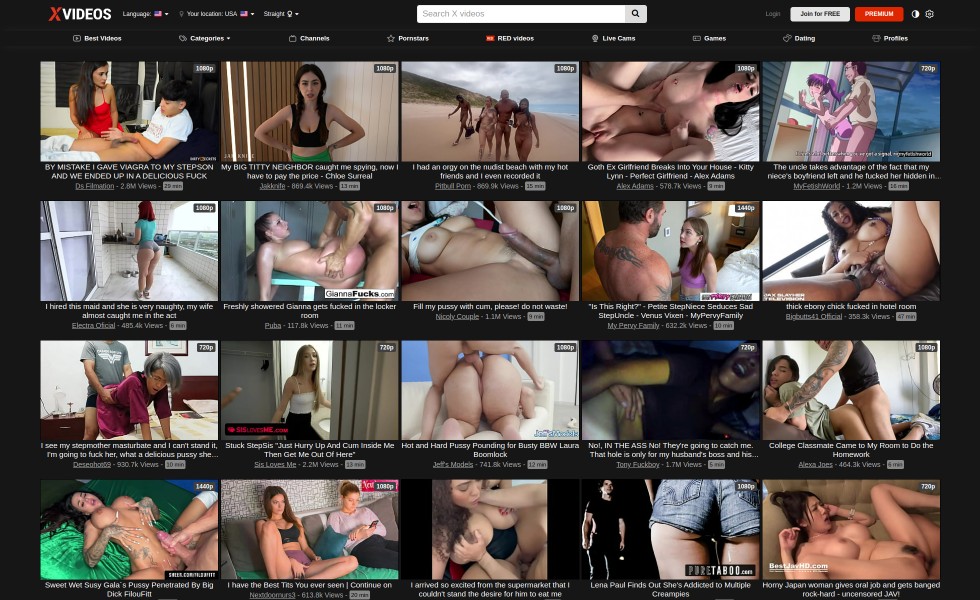 XVIDEOS
Language:
Your location: USA
Straight
Search X videos
Login
Join for FREE
PREMIUM
Best Videos
Categories
Channels
Pornstars
RED videos
Live Cams
Games
Dating
Profiles
1080p
1080p
1080p
1080p
720p
BY MISTAKE I GAVE VIAGRA TO MY STEPSON
AND WE ENDED UP IN A DELICIOUS FUCK
Ds Filmation - 2.8M Views - 29 min
My BIG TITTY NEIGHBOR caught me spying, now I
have to pay the price - Chloe Surreal
Jakknife - 869.4k Views - 13 min
I had an orgy on the nudist beach with my hot
friends and I even recorded it
Pitbull Porn - 869.9k Views - 15 min
Goth Ex Girlfriend Breaks Into Your House - Kitty
Lynn - Perfect Girlfriend - Alex Adams
Alex Adams - 578.7k Views - 9 min
The uncle takes advantage of the fact that my
niece's boyfriend left and he fucked her hidden in...
MyFetishWorld - 1.2M Views - 16 min
1080p
1080p
1080p
1440p
GiannaFucks.com
I hired this maid and she is very naughty, my wife
almost caught me in the act
Electra Oficial - 485.4k Views - 6 min
Freshly showered Gianna gets fucked in the locker
room
Puba - 117.8k Views - 11 min
Fill my pussy with cum, please! do not waste!
Nicoly Couple - 1.1M Views - 9 min
"Is This Right?" - Petite StepNiece Seduces Sad
StepUncle - Venus Vixen - MyPervyFamily
My Pervy Family - 632.2k Views - 10 min
thick ebony chick fucked in hotel room
Bigbutts41 Official - 358.3k Views - 47 min
720p
720p
1080p
720p
1080p
SISLOVESME.COM
Jeff'sModels
I see my stepmother masturbate and I can't stand it,
I'm going to fuck her, what a delicious pussy she...
Desenhot69 - 930.7k Views - 10 min
Stuck StepSis "Just Hurry Up And Cum Inside Me
Then Get Me Out Of Here"
Sis Loves Me - 2.2M Views - 13 min
Hot and Hard Pussy Pounding for Busty BBW Laura
Boomlock
Jeff's Models - 741.8k Views - 12 min
No!, IN THE ASS No! They're going to catch me.
That hole is only for my husband's boss and his...
Tony Fuckboy - 1.7M Views - 5 min
College Classmate Came to My Room to Do the
Homework
Alexa Joes - 464.3k Views - 6 min
1440p
1080p
720p
PURETABOO.com
BestJavHD.com
Sweet Wet Susy Gala´s Pussy Penetrated By Big
Dick FilouFitt
I have the Best Tits You ever seen | Continue on
Nextdoornurs3 - 613.8k Views - 20 min
I arrived so excited from the supermarket that I
couldn't stand the desire for him to eat me
Lena Paul Finds Out She's Addicted to Multiple
Creampies
Horny Japan woman gives oral job and gets banged
rock-hard - uncensored JAV!